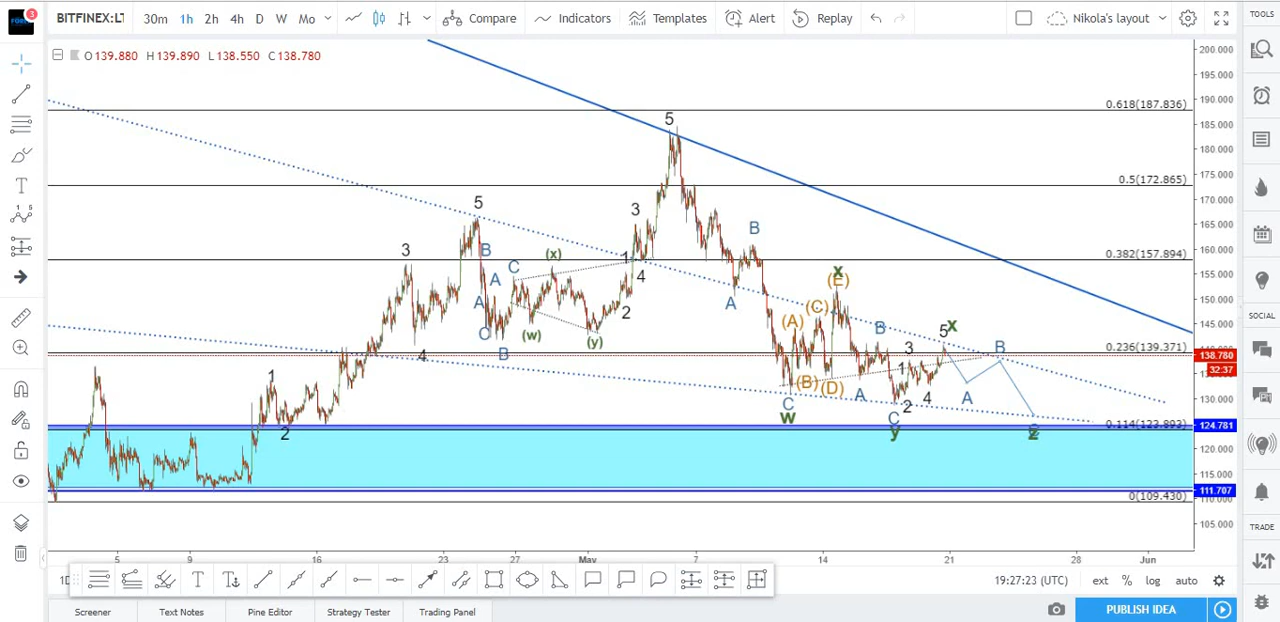 3
BITFINEX:LT
30m 1h 2h 4h D W Mo
Compare
Indicators
Templates
Alert
Replay
Nikola's layout
TOOLS
O 139.880 H 139.890 L 138.550 C 138.780
200.000
195.000
190.000
0.618(187.836)
185.000
5
180.000
175.000
0.5(172.865)
170.000
5
3
165.000
B
B
160.000
0.382(157.894)
3
(x)
1
C
4
155.000
A
x
(E)
A
A
150.000
(w)
2
(C)
(A)
145.000
C
(y)
B
5
x
B
4
B
3
140.000
0.236(139.371)
138.780
32.37
1
(B)
(D)
A
1
2
C
w
2
4
A
130.000
C
y
0.114(123.893)
124.781
z
120.000
115.000
111.707
0(109.430)
110.000
105.000
5 9 16 23 27 May 7 14 21 28 Jun
SOCIAL
TRADE
19:27:23 (UTC)
ext % log auto
Screener
Text Notes
Pine Editor
Strategy Tester
Trading Panel
PUBLISH IDEA